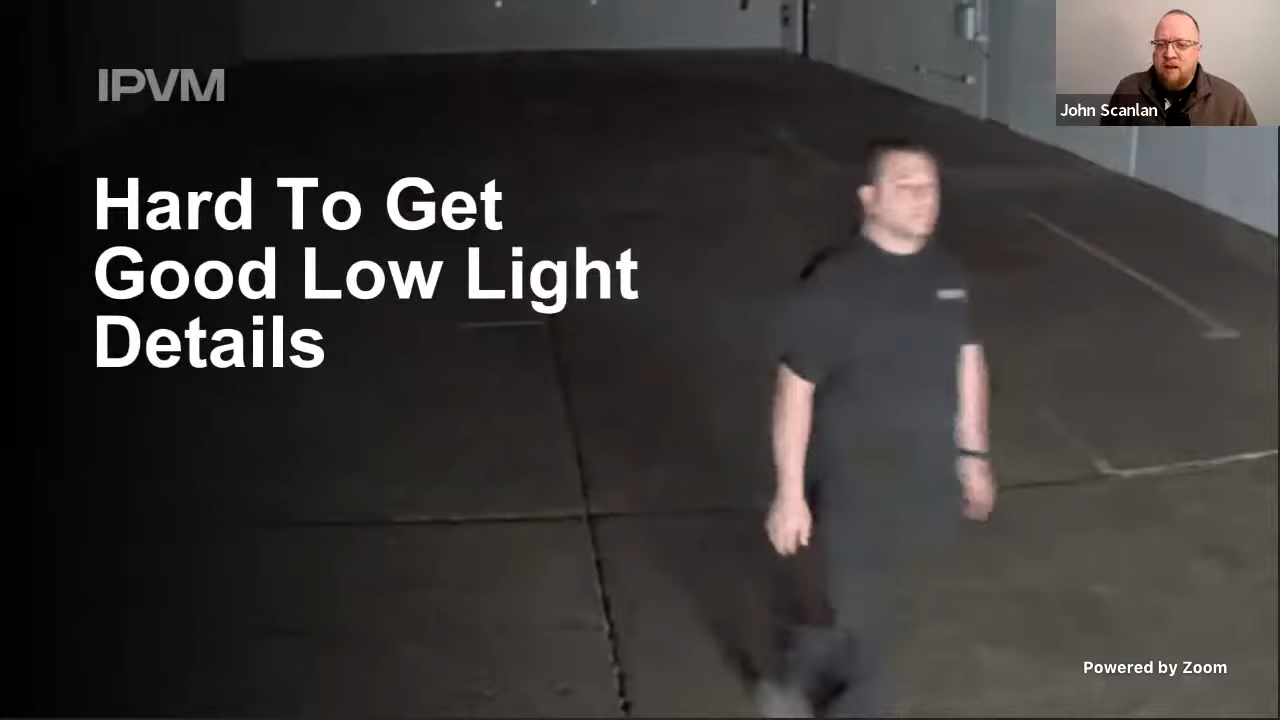 IPVM
John Scanlan
Hard To Get
Good Low Light
Details
Powered by Zoom